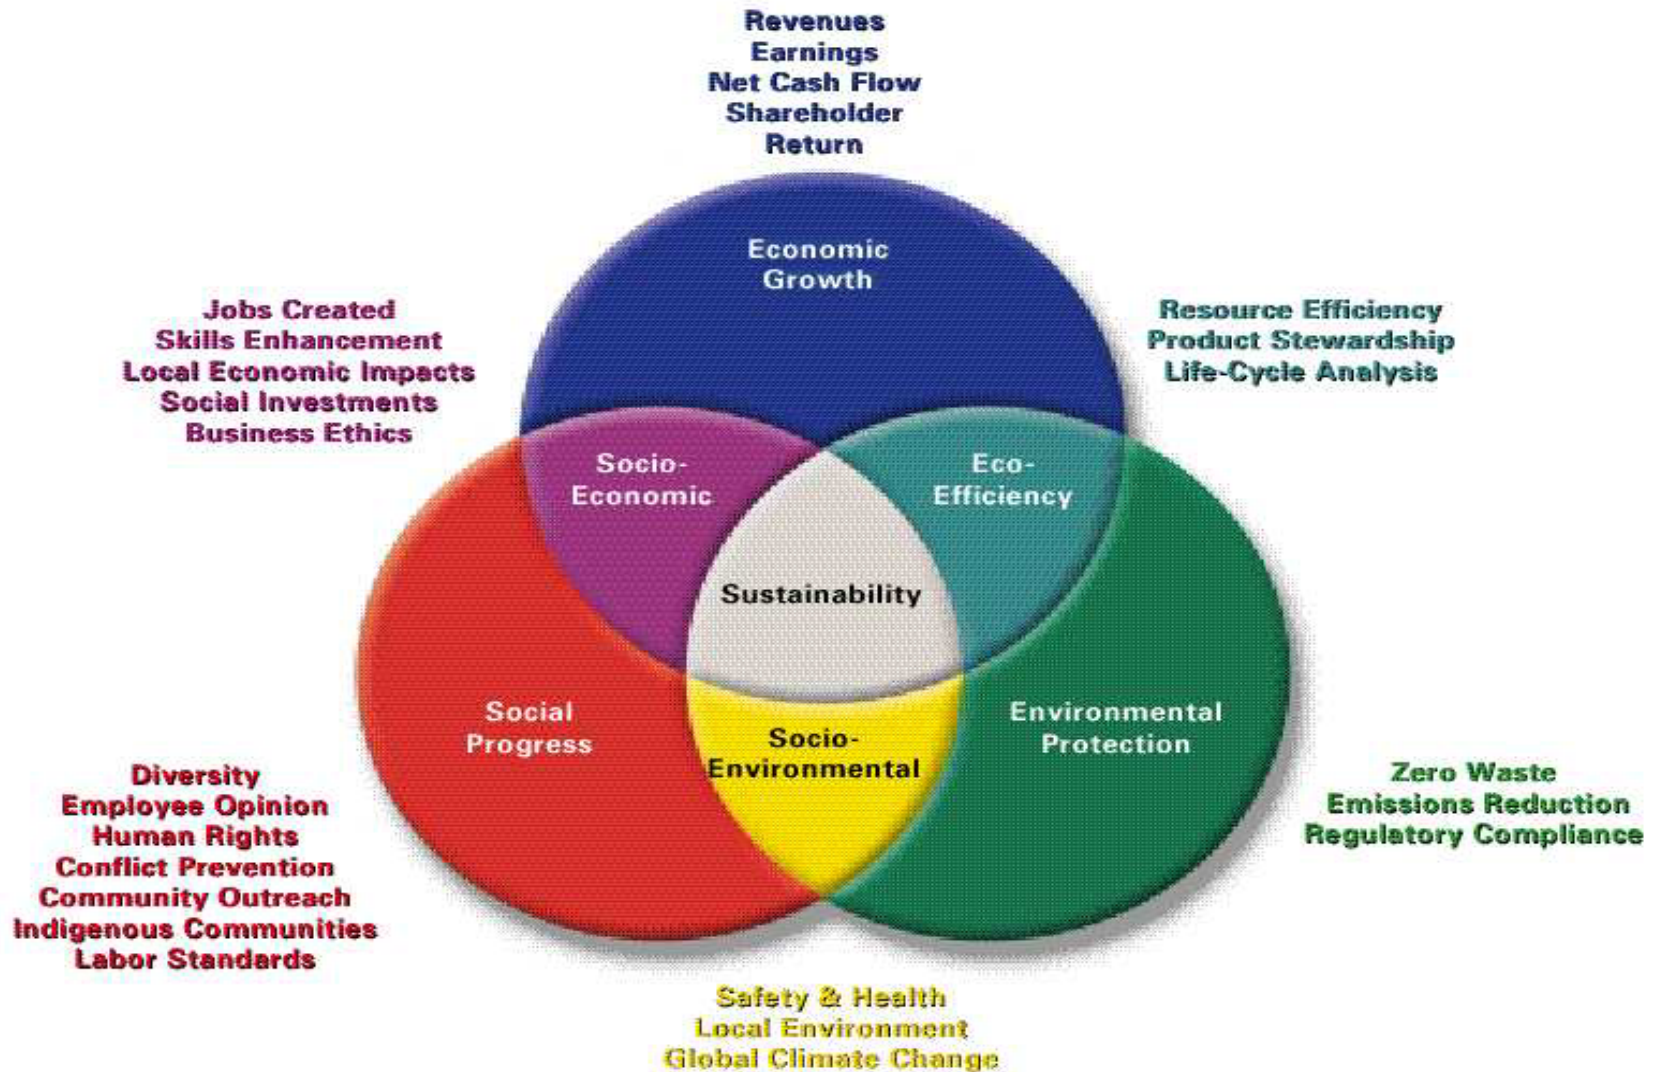 Revenues
Earnings
Net Cash Flow
Shareholder
Return
Economic
Growth
Jobs Created
Skills Enhancement
Local Economic Impacts
Social Investments
Business Ethics
Resource Efficiency
Product Stewardship
Life-Cycle Analysis
Socio-
Economic
Eco-
Efficiency
Sustainability
Social
Progress
Socio-
Environmental
Environmental
Protection
Diversity
Employee Opinion
Human Rights
Conflict Prevention
Community Outreach
Indigenous Communities
Labor Standards
Zero Waste
Emissions Reduction
Regulatory Compliance
Safety & Health
Local Environment
Global Climate Change